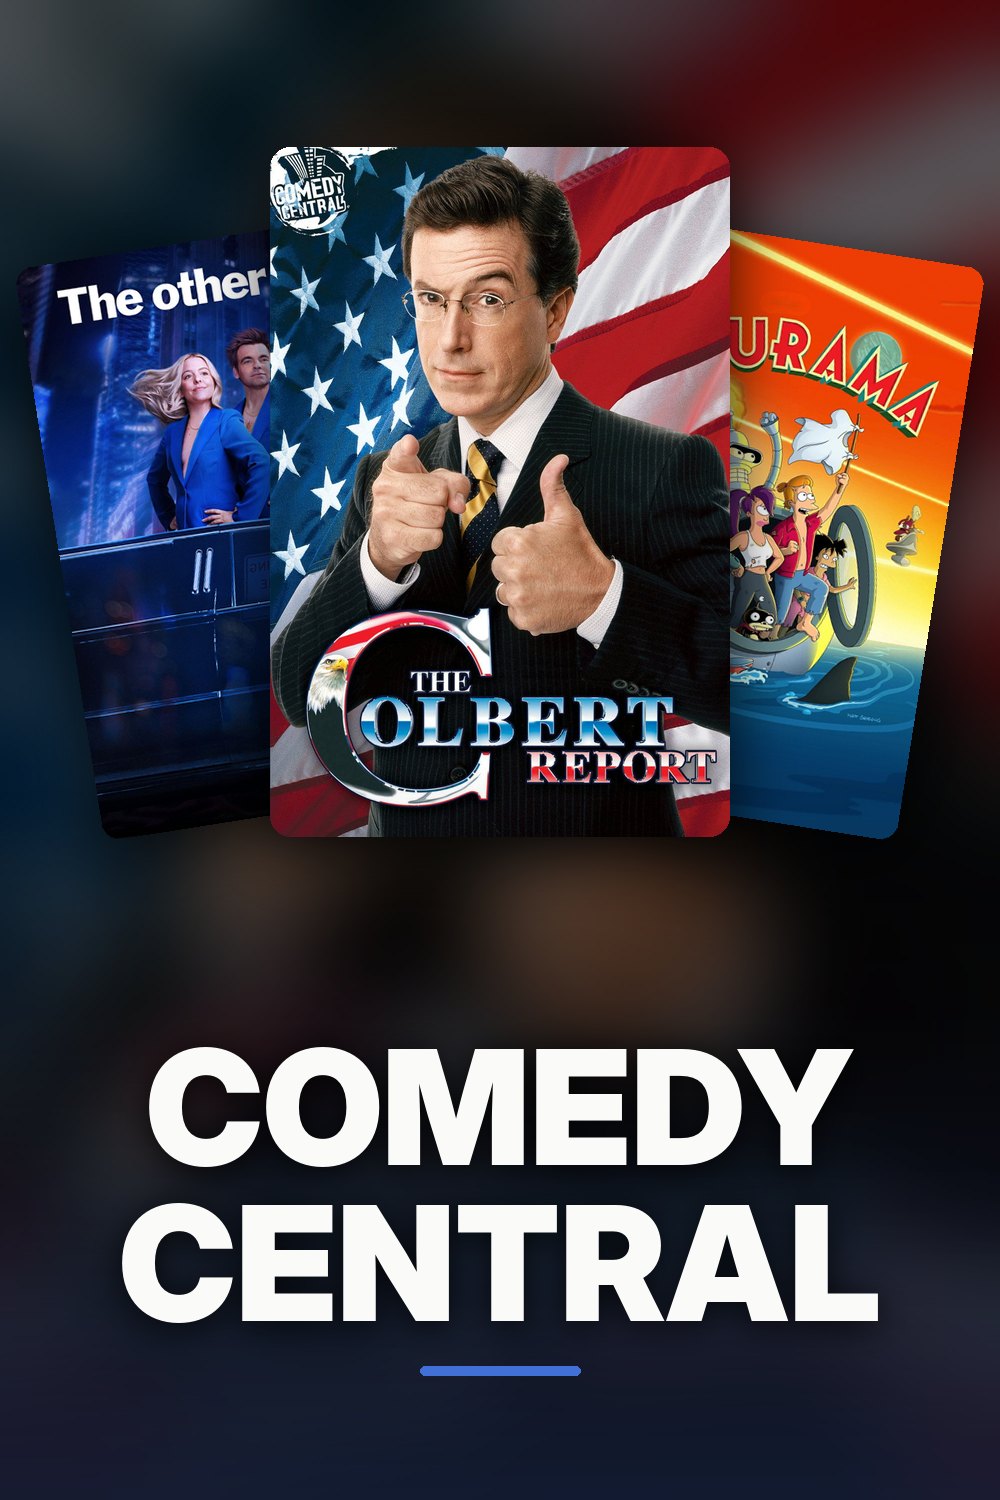 COMEDY
CENTRAL
The other
THE
COLBERT
REPORT
URAMA
COMEDY
CENTRAL